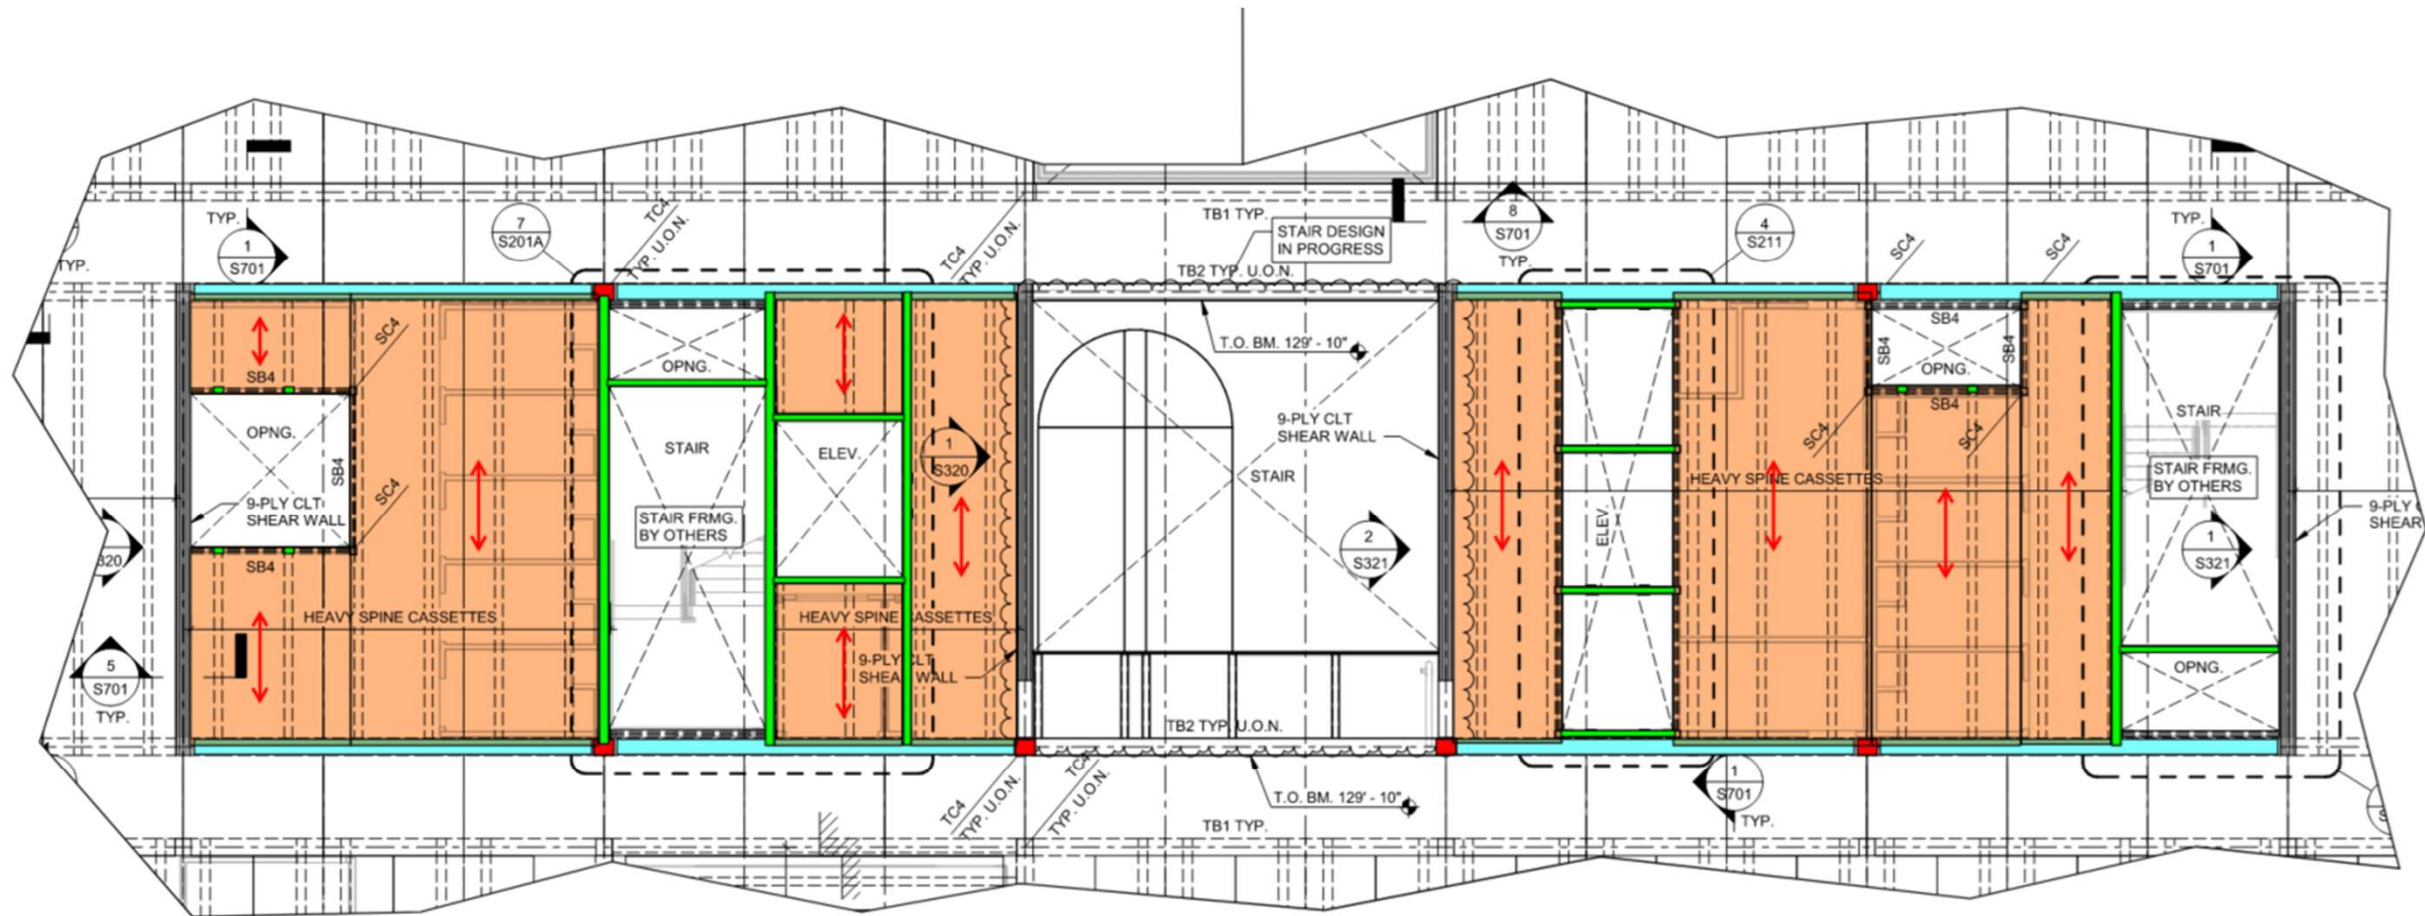 TYP.
1
S701
7
S201A
TC4
TYP. U.O.N.
TC4
TYP. U.O.N.
TB1 TYP.
STAIR DESIGN
IN PROGRESS
8
S701
TYP.
4
S211
SC4
SC4
TYP.
1
S701
TYP.
TB2 TYP. U.O.N.
T.O. BM. 129' - 10"
SC4
SB4
OPNG.
SB4
SC4
9-PLY CLT
SHEAR WALL
SB4
HEAVY SPINE CASSETTES
OPNG.
STAIR
STAIR FRMG.
BY OTHERS
ELEV.
1
S320
HEAVY SPINE CASSETTES
9-PLY CLT
SHEAR WALL
9-PLY CLT
SHEAR WALL
STAIR
2
S321
ELEV.
HEAVY SPINE CASSETTES
SB4
SB4
SB4
OPNG.
SB4
SC4
SC4
STAIR
STAIR FRMG.
BY OTHERS
1
S321
OPNG.
9-PLY
SHEAR
320
5
S701
TYP.
TB2 TYP. U.O.N.
TC4
TYP. U.O.N.
TC4
TYP. U.O.N.
T.O. BM. 129' - 10"
TB1 TYP.
1
S701
TYP.